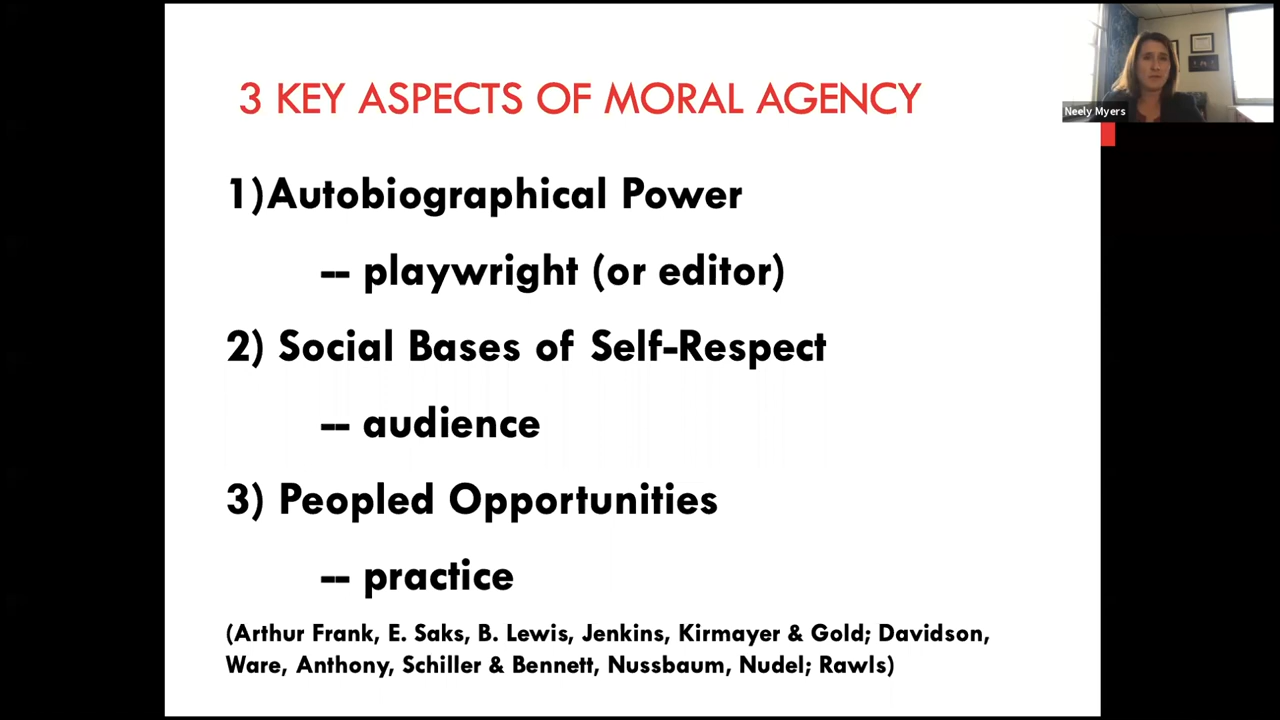 3 KEY ASPECTS OF MORAL AGENCY
Neely Myers
1)Autobiographical Power
-- playwright (or editor)
2) Social Bases of Self-Respect
-- audience
3) Peopled Opportunities
-- practice
(Arthur Frank, E. Saks, B. Lewis, Jenkins, Kirmayer & Gold; Davidson,
Ware, Anthony, Schiller & Bennett, Nussbaum, Nudel; Rawls)